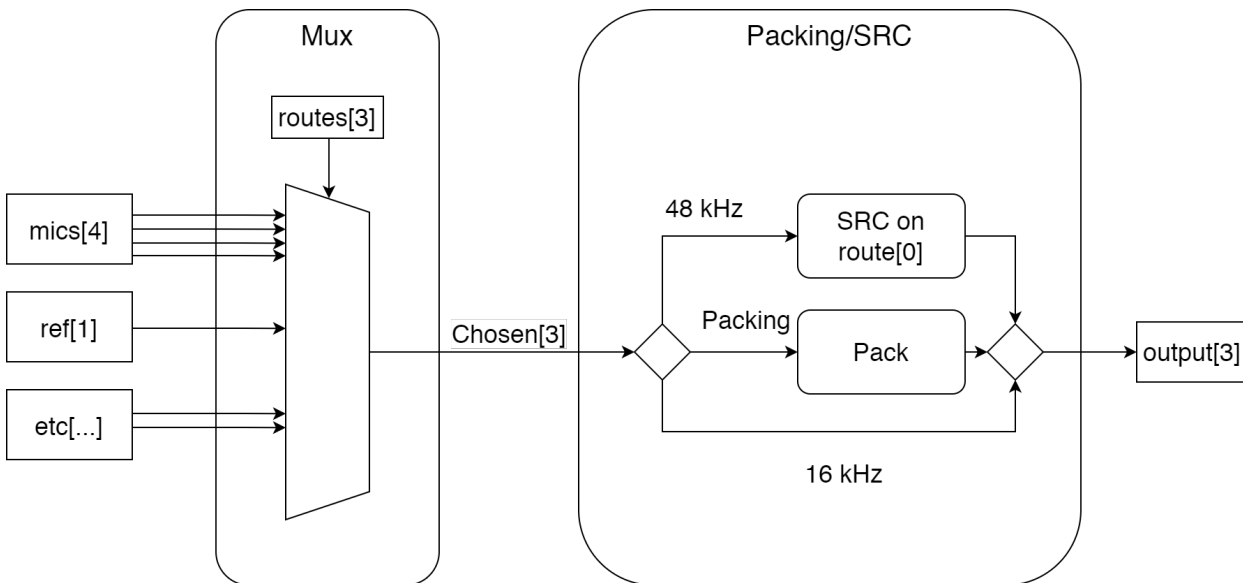 Mux
Packing/SRC
routes[3]
mics[4]
ref[1]
etc[...]
Chosen[3]
48 kHz
SRC on
route[0]
Packing
Pack
16 kHz
output[3]